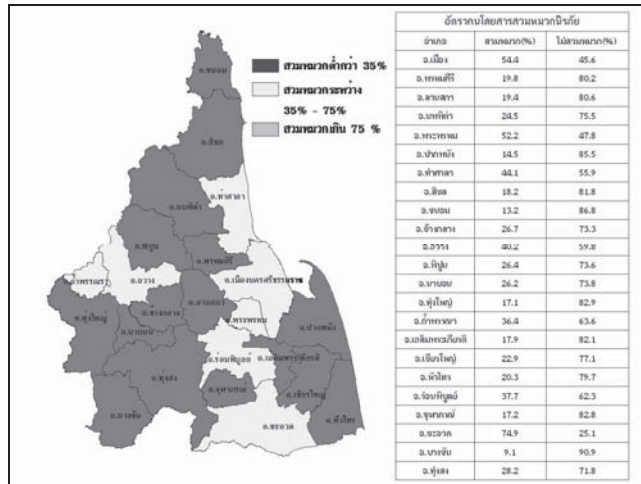 อ.ขนอม
อ.สิชล
อ.ท่าศาลา
อ.นบพิตำ
อ.พิปูน
อ.พรหมคีรี
อ.ถ้ำพรรณรา
อ.ฉวาง
อ.เมืองนครศรีธรรมราช
อ.ลานสกา
อ.ช้างกลาง
อ.ทุ่งใหญ่
อ.นาบอน
อ.พระพรหม
อ.ปากพนัง
อ.ร่อนพิบูลย์
อ.เฉลิมพระเกียรติ
อ.ทุ่งสง
อ.จุฬาภรณ์
อ.เชียรใหญ่
อ.บางขัน
อ.ชะอวด
อ.หัวไทร
สวมหมวกต่ำกว่า 35%
สวมหมวกระหว่าง
35% - 75%
สวมหมวกเกิน 75 %
อัตราคนโดยสารสวมหมวกนิรภัย
อำเภอ สวมหมวก(%) ไม่สวมหมวก(%)
อ.เมือง 54.4 45.6
อ.พรหมคีรี 19.8 80.2
อ.ลานสกา 19.4 80.6
อ.นบพิตำ 24.5 75.5
อ.พระพรหม 52.2 47.8
อ.ปากพนัง 14.5 85.5
อ.ท่าศาลา 44.1 55.9
อ.สิชล 18.2 81.8
อ.ขนอม 13.2 86.8
อ.ช้างกลาง 26.7 73.3
อ.ฉวาง 40.2 59.8
อ.พิปูน 26.4 73.6
อ.นาบอน 26.2 73.8
อ.ทุ่งใหญ่ 17.1 82.9
36.4 63.6
อ.เฉลิมพระเกียรติ 17.9 82.1
อ.เชียรใหญ่ 22.9 77.1
อ.หัวไทร 20.3 79.7
อ.ร่อนพิบูลย์ 37.7 62.3
อ.จุฬาภรณ์ 17.2 82.8
อ.ชะอวด 74.9 25.1
อ.บางขัน 9.1 90.9
อ.ทุ่งสง 28.2 71.8